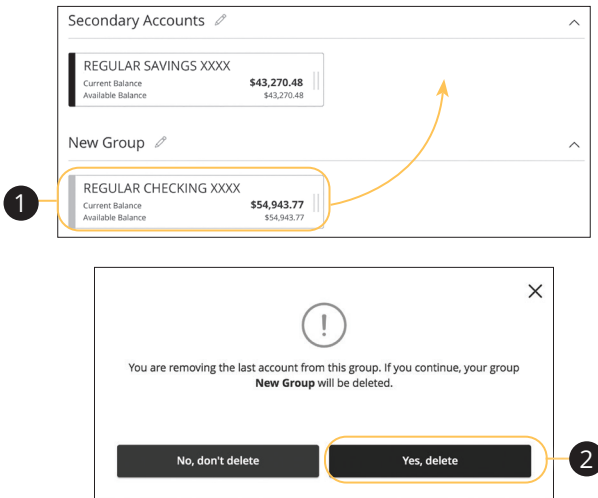 Secondary Accounts
REGULAR SAVINGS XXXX
Current Balance $43,270.48
Available Balance $43,270.48
New Group
1
REGULAR CHECKING XXXX
Current Balance $54,943.77
Available Balance $54,943.77
You are removing the last account from this group. If you continue, your group
New Group will be deleted.
No, don't delete Yes, delete 2